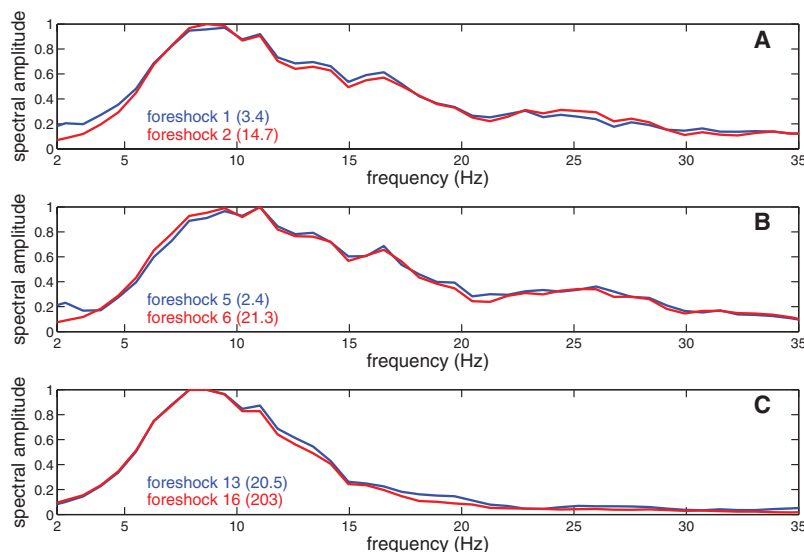 A
spectral amplitude
1
0.8
0.6
0.4
0.2
0
foreshock 1 (3.4)
foreshock 2 (14.7)
2 5 10 15 20 25 30 35
frequency (Hz)
B
spectral amplitude
1
0.8
0.6
0.4
0.2
0
foreshock 5 (2.4)
foreshock 6 (21.3)
2 5 10 15 20 25 30 35
frequency (Hz)
C
spectral amplitude
1
0.8
0.6
0.4
0.2
0
foreshock 13 (20.5)
foreshock 16 (203)
2 5 10 15 20 25 30 35
frequency (Hz)